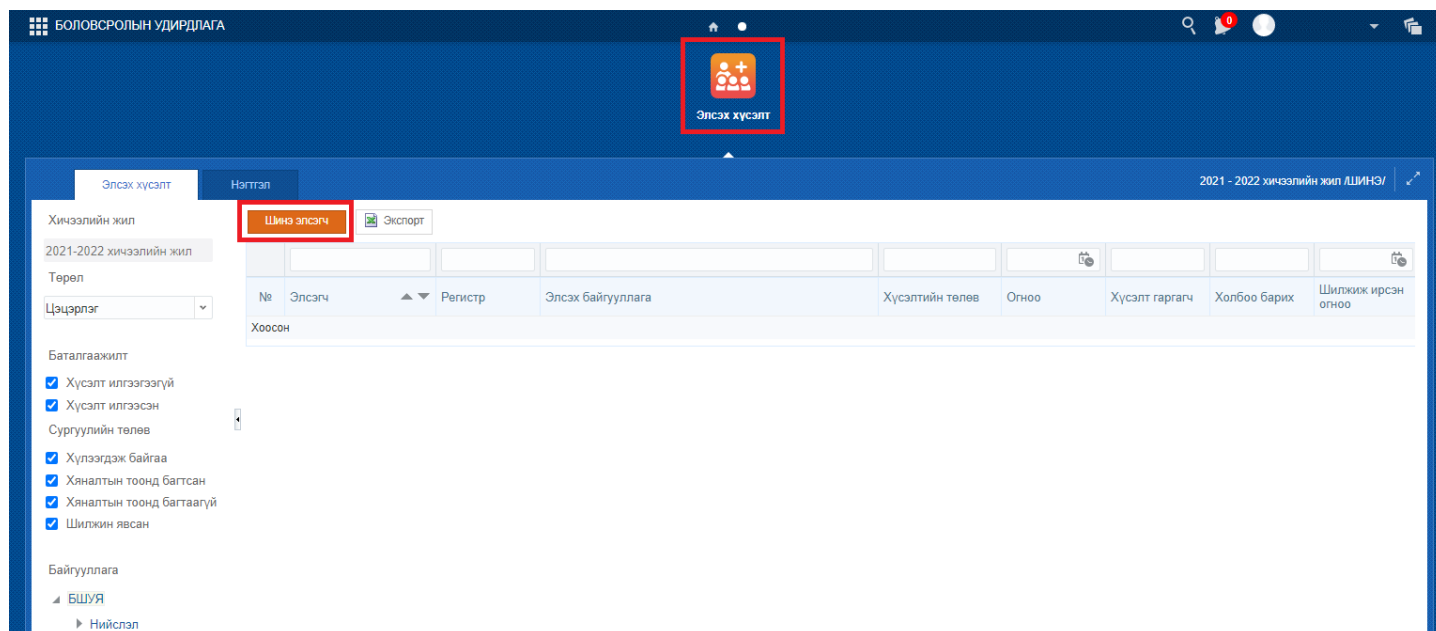 БОЛОВСРОЛЫН УДИРДЛАГА
0
Элсэх хүсэлт
Элсэх хүсэлт
Нэгтгэл
2021 - 2022 хичээлийн жил /ШИНЭ/
Хичээлийн жил
Шинэ элсэгч
Экспорт
2021-2022 хичээлийн жил
Төрөл
Цэцэрлэг
№ Элсэгч Регистр Элсэх байгууллага Хүсэлтийн төлөв Огноо Хүсэлт гаргагч Холбоо барих Шилжиж ирсэн
огноо
Хоосон
Баталгаажилт
Хүсэлт илгээгээгүй
Хүсэлт илгээсэн
Сургуулийн төлөв
Хүлээгдэж байгаа
Хяналтын тоонд багтсан
Хяналтын тоонд багтаагүй
Шилжин явсан
Байгууллага
БШУЯ
Нийслэл